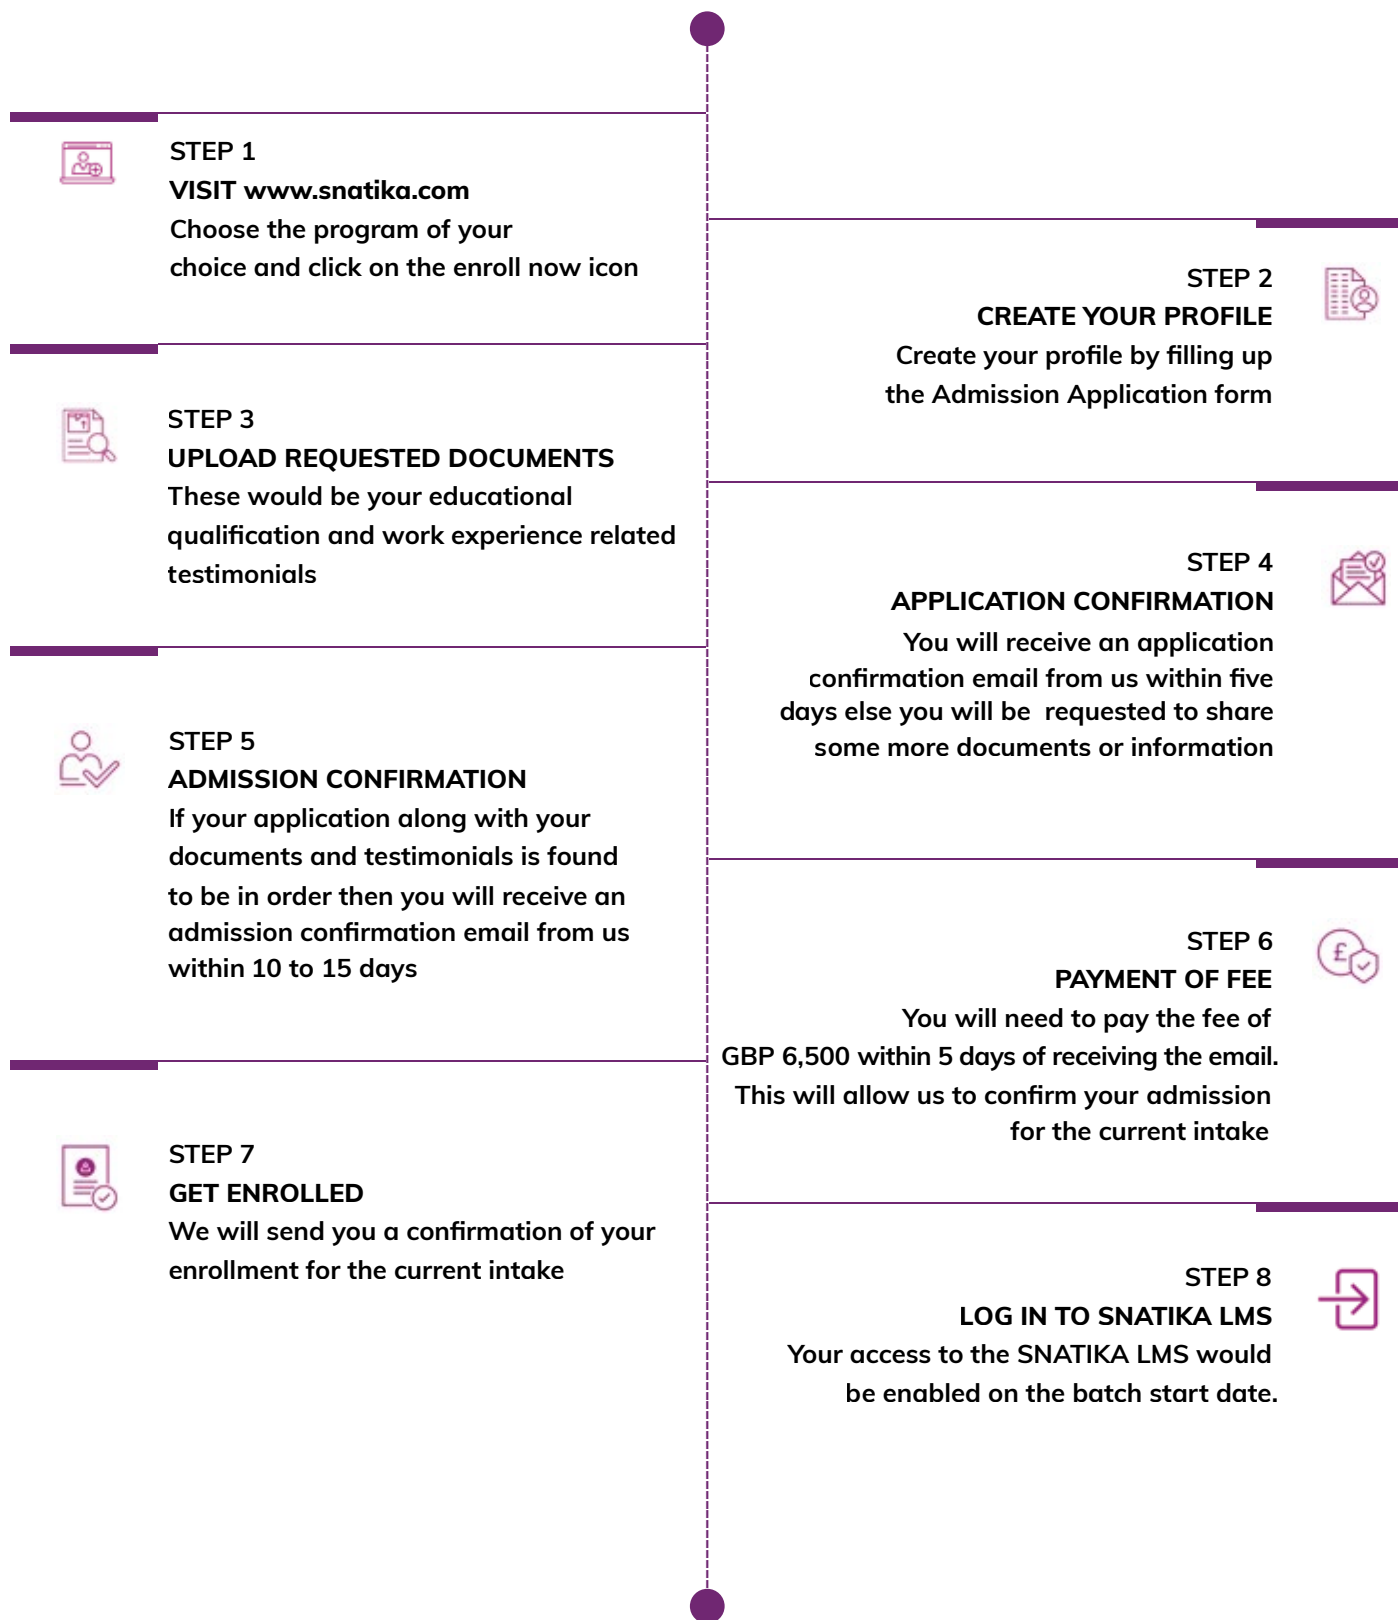 STEP 1
VISIT www.snatika.com
Choose the program of your
choice and click on the enroll now icon
STEP 2
CREATE YOUR PROFILE
Create your profile by filling up
the Admission Application form
STEP 3
UPLOAD REQUESTED DOCUMENTS
These would be your educational
qualification and work experience related
testimonials
STEP 4
APPLICATION CONFIRMATION
You will receive an application
confirmation email from us within five
days else you will be requested to share
some more documents or information
STEP 5
ADMISSION CONFIRMATION
If your application along with your
documents and testimonials is found
to be in order then you will receive an
admission confirmation email from us
within 10 to 15 days
£
STEP 6
PAYMENT OF FEE
You will need to pay the fee of
GBP 6,500 within 5 days of receiving the email.
This will allow us to confirm your admission
for the current intake
STEP 7
GET ENROLLED
We will send you a confirmation of your
enrollment for the current intake
STEP 8
LOG IN TO SNATIKA LMS
Your access to the SNATIKA LMS would
be enabled on the batch start date.